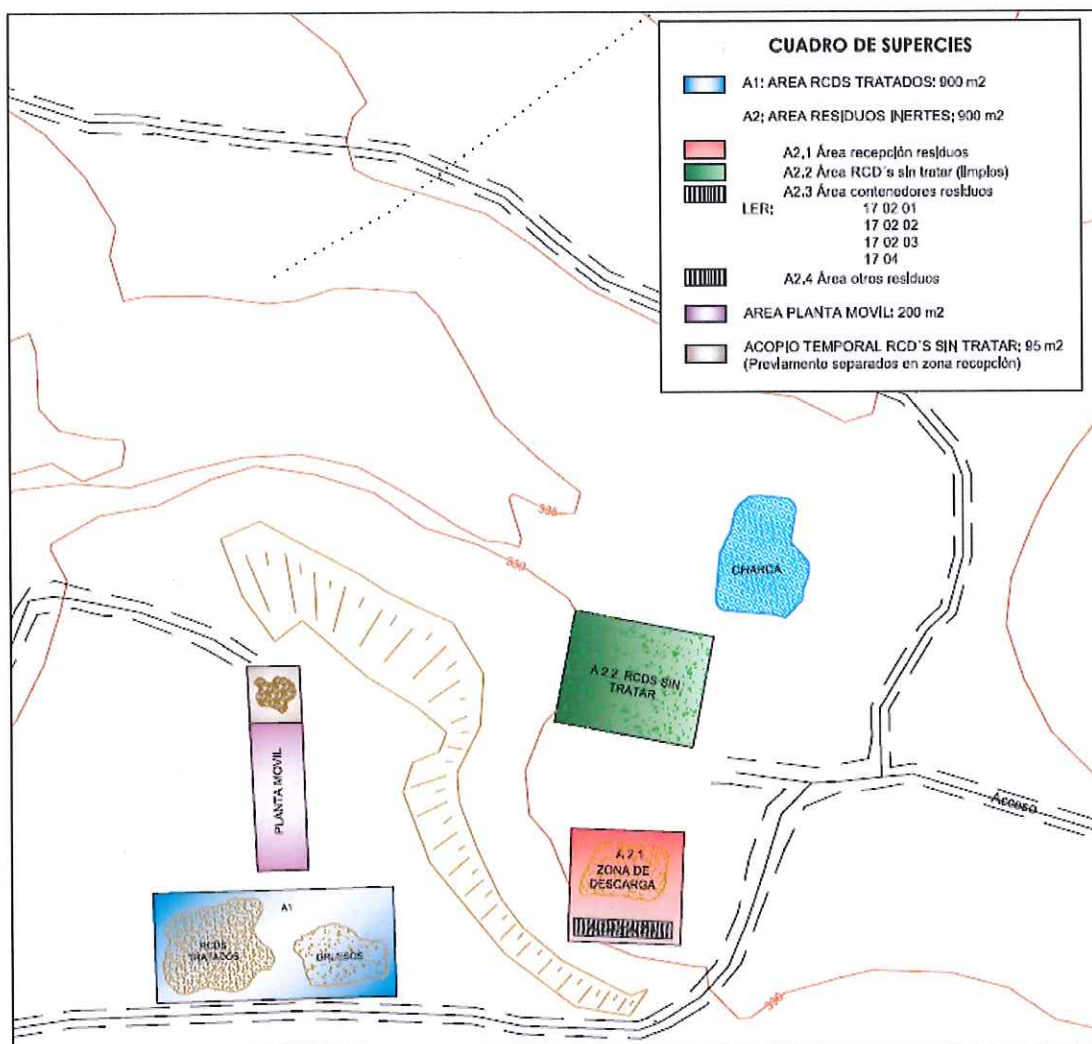 CUADRO DE SUPERCIES
A1: AREA RCDS TRATADOS: 900 m2
A2: AREA RESIDUOS INERTES: 900 m2
A2.1 Área recepción residuos
A2.2 Área RCD´s sin tratar (limpios)
A2.3 Área contenedores residuos
LER: 17 02 01
17 02 02
17 02 03
17 04
A2.4 Área otros residuos
AREA PLANTA MOVIL: 200 m2
ACOPIO TEMPORAL RCD´S SIN TRATAR: 95 m2
(Previamente separados en zona recepción)
335
330
CHARCA
A 2.2 RCDS SIN
TRATAR
PLANTA MOVIL
Acceso
A 2.1
ZONA DE
DESCARGA
A1
RCDS
TRATADOS
GRUESOS
330